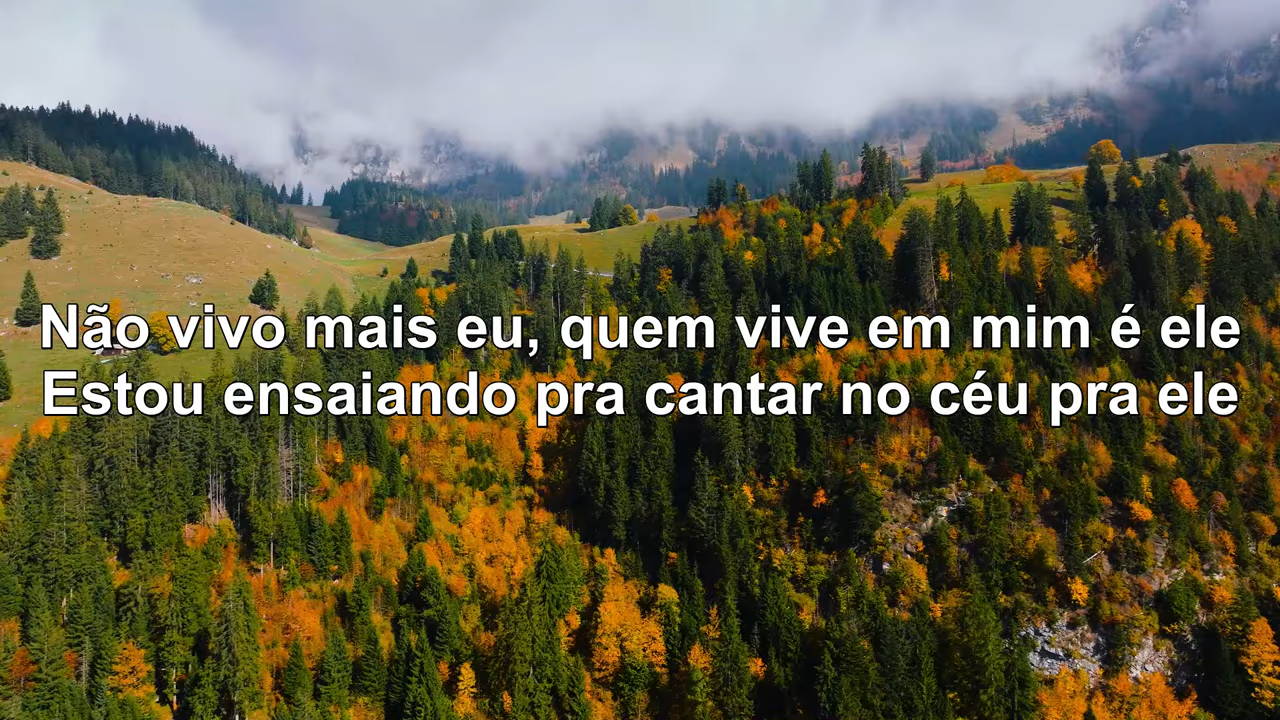 Não vivo mais eu, quem vive em mim é ele
Estou ensaiando pra cantar no céu pra ele